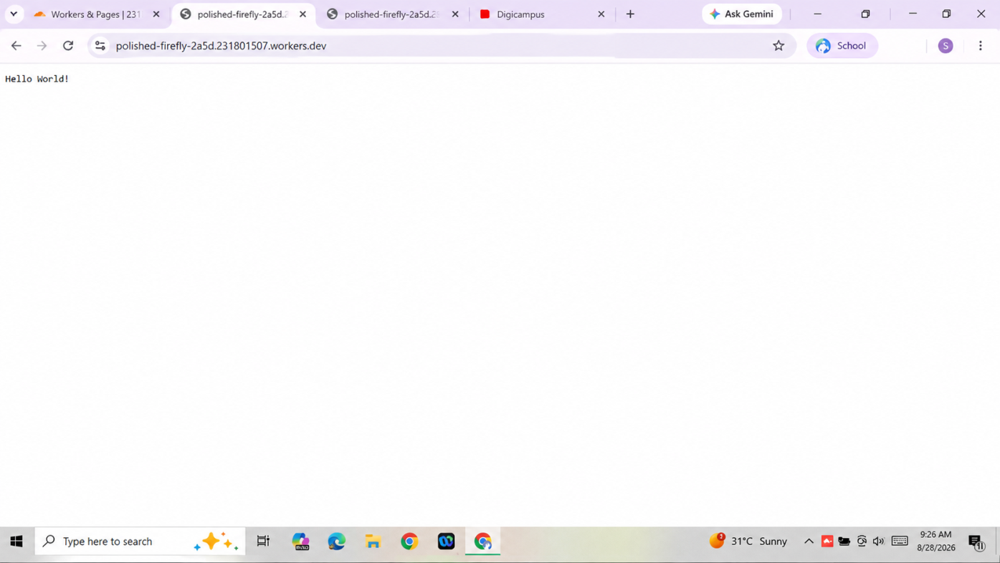 Workers & Pages | 231
polished-firefly-2a5d.2
polished-firefly-2a5d.2
Digicampus
Ask Gemini
polished-firefly-2a5d.231801507.workers.dev
School
S
Hello World!
Type here to search
31°C Sunny
9:26 AM
8/28/2026